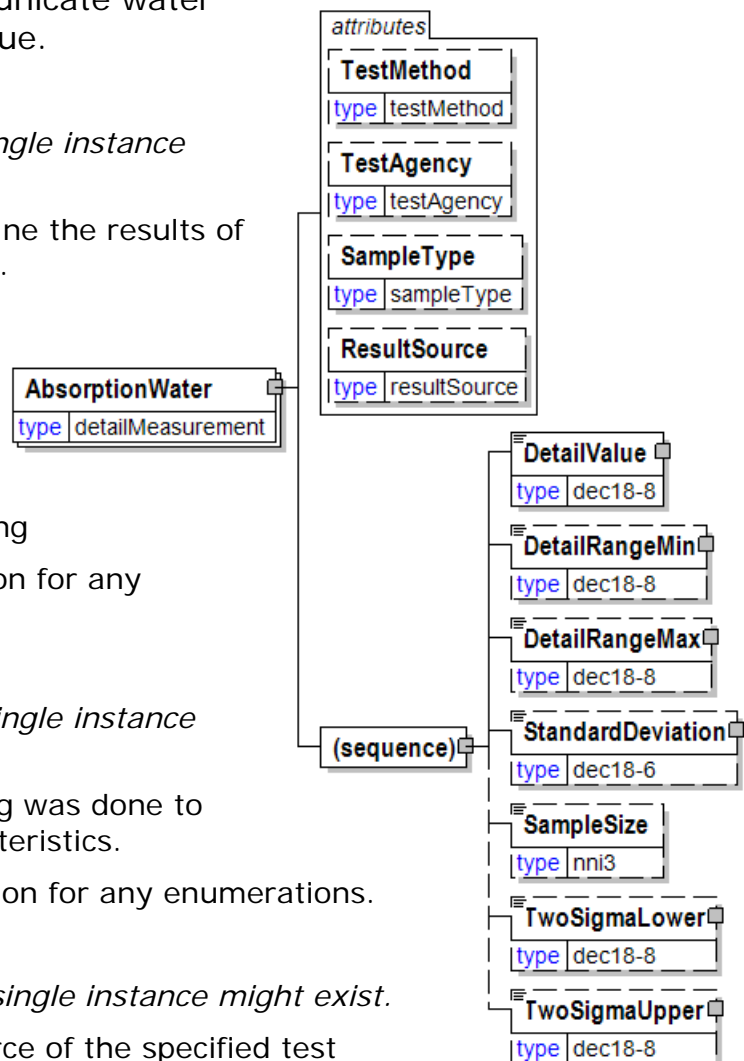 unicate water
ue.
ngle instance
ine the results of
.
ng
on for any
ingle instance
g was done to
teristics.
on for any enumerations.
single instance might exist.
rce of the specified test
attributes
TestMethod
type testMethod
TestAgency
type testAgency
SampleType
type sampleType
ResultSource
type resultSource
AbsorptionWater
type detailMeasurement
(sequence)
DetailValue
type dec18-8
DetailRangeMin
type dec18-8
DetailRangeMax
type dec18-8
StandardDeviation
type dec18-6
SampleSize
type nni3
TwoSigmaLower
type dec18-8
TwoSigmaUpper
type dec18-8